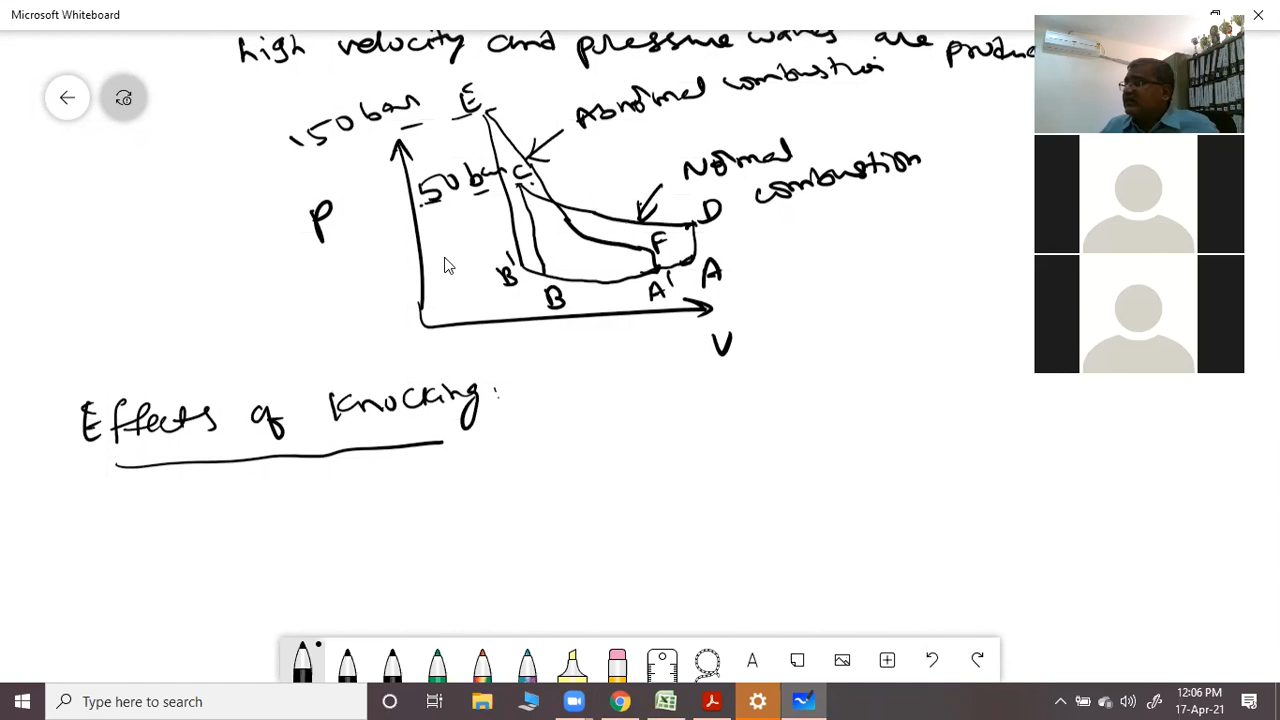 Microsoft Whiteboard
high velocity and pressure waves are produc
150 bar E
Abnormal combustion
50 bar C
Normal
combustion
P
D
F
B' B A' A
V
Effects of Knocking:
A
Type here to search
12:06 PM
17-Apr-21